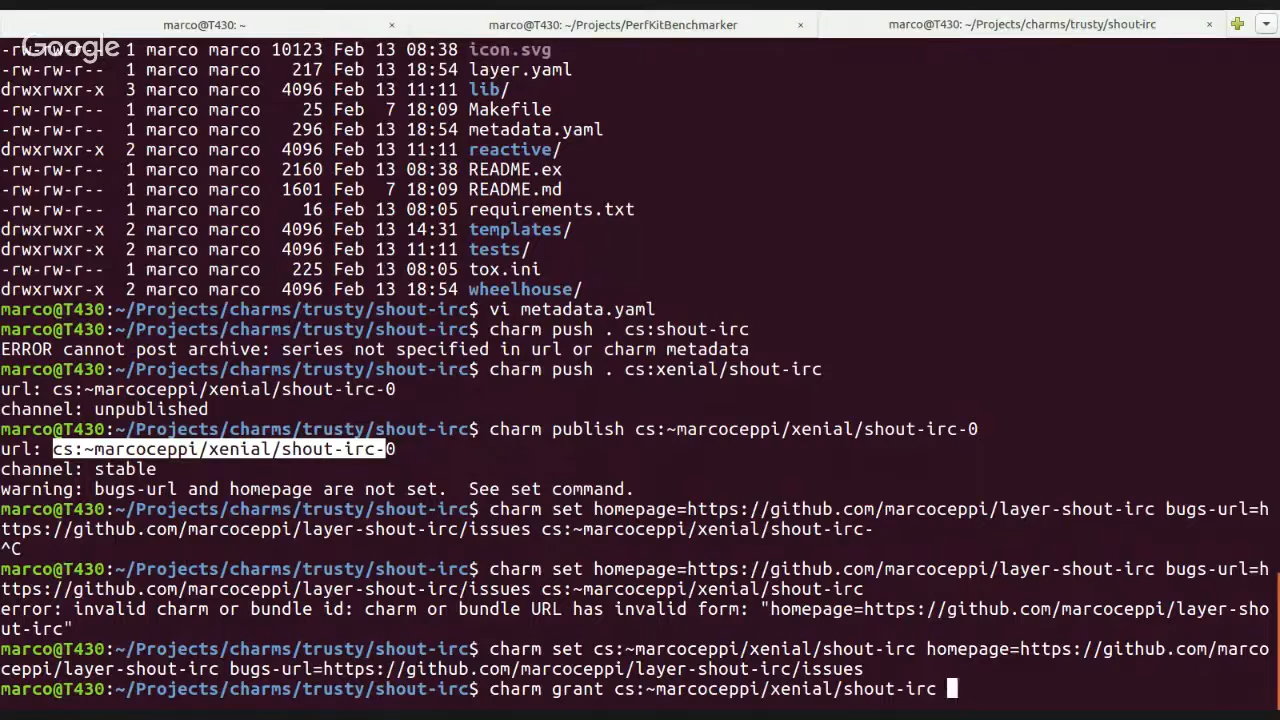 marco@T430: ~ × marco@T430: ~/Projects/PerfKitBenchmarker × marco@T430: ~/Projects/charms/trusty/shout-irc ×
Google
-rw-rw-r-- 1 marco marco 10123 Feb 13 08:38 icon.svg
-rw-rw-r-- 1 marco marco 217 Feb 13 18:54 layer.yaml
drwxrwxr-x 3 marco marco 4096 Feb 13 11:11 lib/
-rw-rw-r-- 1 marco marco 25 Feb 7 18:09 Makefile
-rw-rw-r-- 1 marco marco 296 Feb 13 18:54 metadata.yaml
drwxrwxr-x 2 marco marco 4096 Feb 13 11:11 reactive/
-rw-rw-r-- 1 marco marco 2160 Feb 13 08:38 README.ex
-rw-rw-r-- 1 marco marco 1601 Feb 7 18:09 README.md
-rw-rw-r-- 1 marco marco 16 Feb 13 08:05 requirements.txt
drwxrwxr-x 2 marco marco 4096 Feb 13 14:31 templates/
drwxrwxr-x 2 marco marco 4096 Feb 13 11:11 tests/
-rw-rw-r-- 1 marco marco 225 Feb 13 08:05 tox.ini
drwxrwxr-x 2 marco marco 4096 Feb 13 18:54 wheelhouse/
marco@T430:~/Projects/charms/trusty/shout-irc$ vi metadata.yaml
marco@T430:~/Projects/charms/trusty/shout-irc$ charm push . cs:shout-irc
ERROR cannot post archive: series not specified in url or charm metadata
marco@T430:~/Projects/charms/trusty/shout-irc$ charm push . cs:xenial/shout-irc
url: cs:~marcoceppi/xenial/shout-irc-0
channel: unpublished
marco@T430:~/Projects/charms/trusty/shout-irc$ charm publish cs:~marcoceppi/xenial/shout-irc-0
url: cs:~marcoceppi/xenial/shout-irc-0
channel: stable
warning: bugs-url and homepage are not set.  See set command.
marco@T430:~/Projects/charms/trusty/shout-irc$ charm set homepage=https://github.com/marcoceppi/layer-shout-irc bugs-url=h
ttps://github.com/marcoceppi/layer-shout-irc/issues cs:~marcoceppi/xenial/shout-irc-
^C
marco@T430:~/Projects/charms/trusty/shout-irc$ charm set homepage=https://github.com/marcoceppi/layer-shout-irc bugs-url=h
ttps://github.com/marcoceppi/layer-shout-irc/issues cs:~marcoceppi/xenial/shout-irc
error: invalid charm or bundle id: charm or bundle URL has invalid form: "homepage=https://github.com/marcoceppi/layer-sho
ut-irc"
marco@T430:~/Projects/charms/trusty/shout-irc$ charm set cs:~marcoceppi/xenial/shout-irc homepage=https://github.com/marco
ceppi/layer-shout-irc bugs-url=https://github.com/marcoceppi/layer-shout-irc/issues
marco@T430:~/Projects/charms/trusty/shout-irc$ charm grant cs:~marcoceppi/xenial/shout-irc